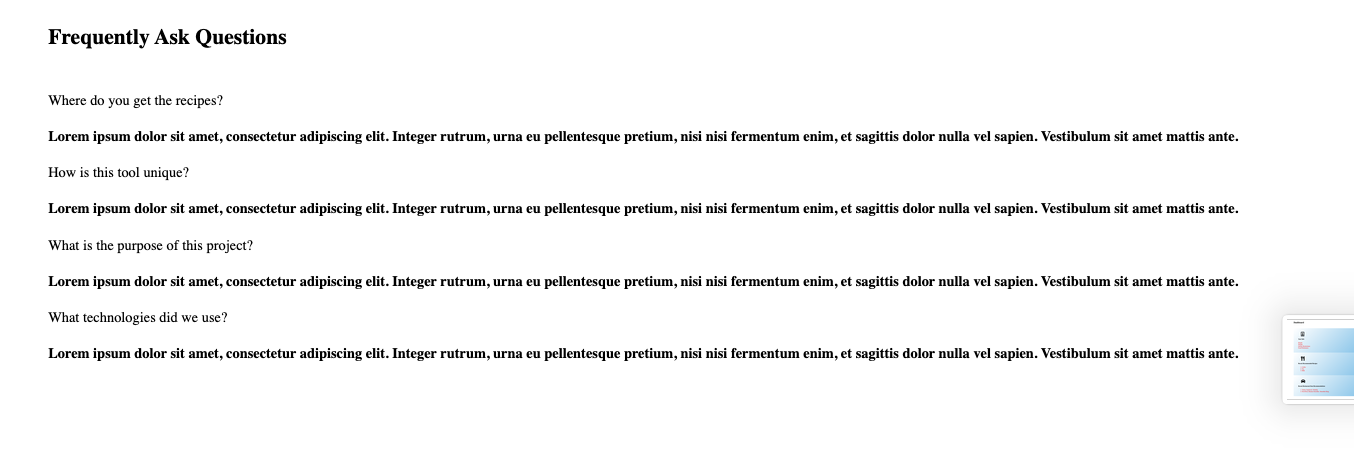 Frequently Ask Questions
Where do you get the recipes?
Lorem ipsum dolor sit amet, consectetur adipiscing elit. Integer rutrum, urna eu pellentesque pretium, nisi nisi fermentum enim, et sagittis dolor nulla vel sapien. Vestibulum sit amet mattis ante.
How is this tool unique?
Lorem ipsum dolor sit amet, consectetur adipiscing elit. Integer rutrum, urna eu pellentesque pretium, nisi nisi fermentum enim, et sagittis dolor nulla vel sapien. Vestibulum sit amet mattis ante.
What is the purpose of this project?
Lorem ipsum dolor sit amet, consectetur adipiscing elit. Integer rutrum, urna eu pellentesque pretium, nisi nisi fermentum enim, et sagittis dolor nulla vel sapien. Vestibulum sit amet mattis ante.
What technologies did we use?
Lorem ipsum dolor sit amet, consectetur adipiscing elit. Integer rutrum, urna eu pellentesque pretium, nisi nisi fermentum enim, et sagittis dolor nulla vel sapien. Vestibulum sit amet mattis ante.